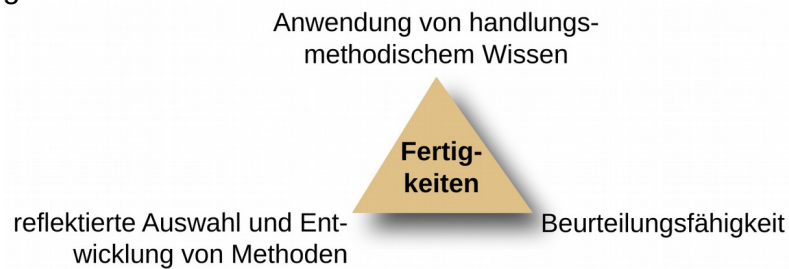 Anwendung von handlungs-
methodischem Wissen
Fertig-
keiten
reflektierte Auswahl und Ent-
wicklung von Methoden
Beurteilungsfähigkeit